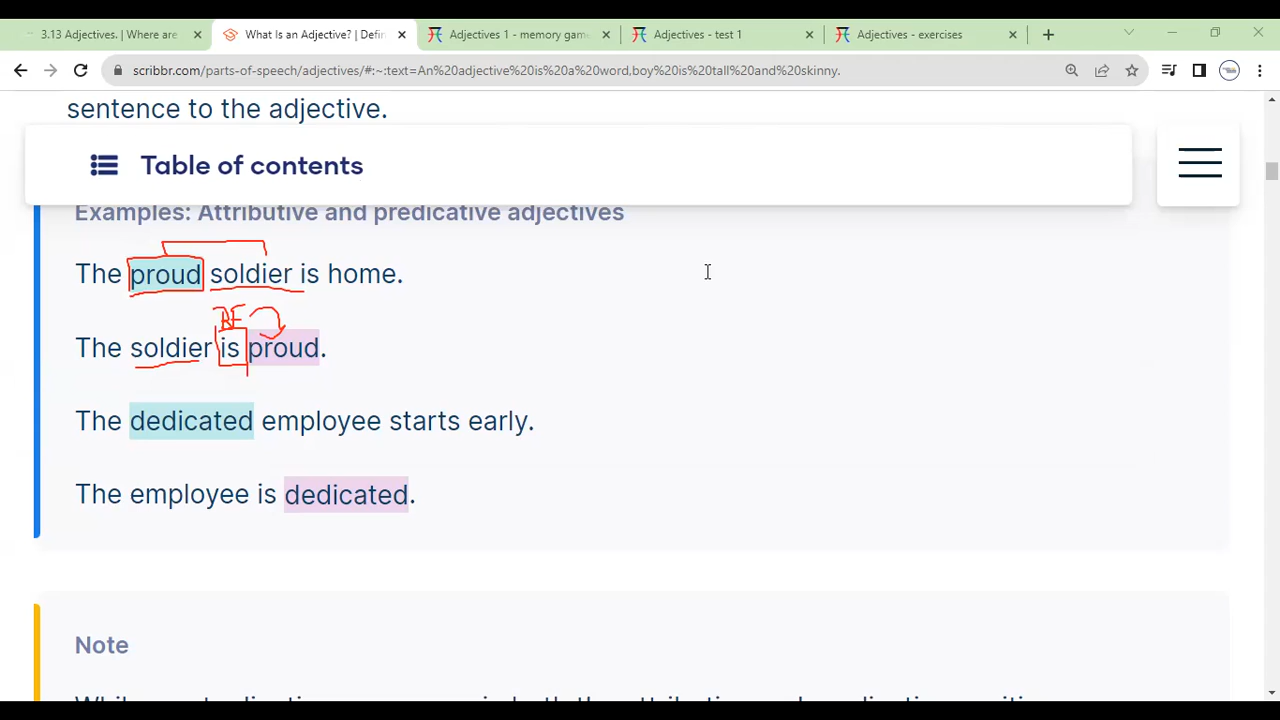 3.13 Adjectives. | Where are
What Is an Adjective? | Defin
Adjectives 1 - memory game
Adjectives - test 1
Adjectives - exercises
scribbr.com/parts-of-speech/adjectives/#:~:text=An%20adjective%20is%20a%20word,boy%20is%20tall%20and%20skinny.
sentence to the adjective.
Table of contents
Examples: Attributive and predicative adjectives
The proud soldier is home.
BE
The soldier is proud.
The dedicated employee starts early.
The employee is dedicated.
Note